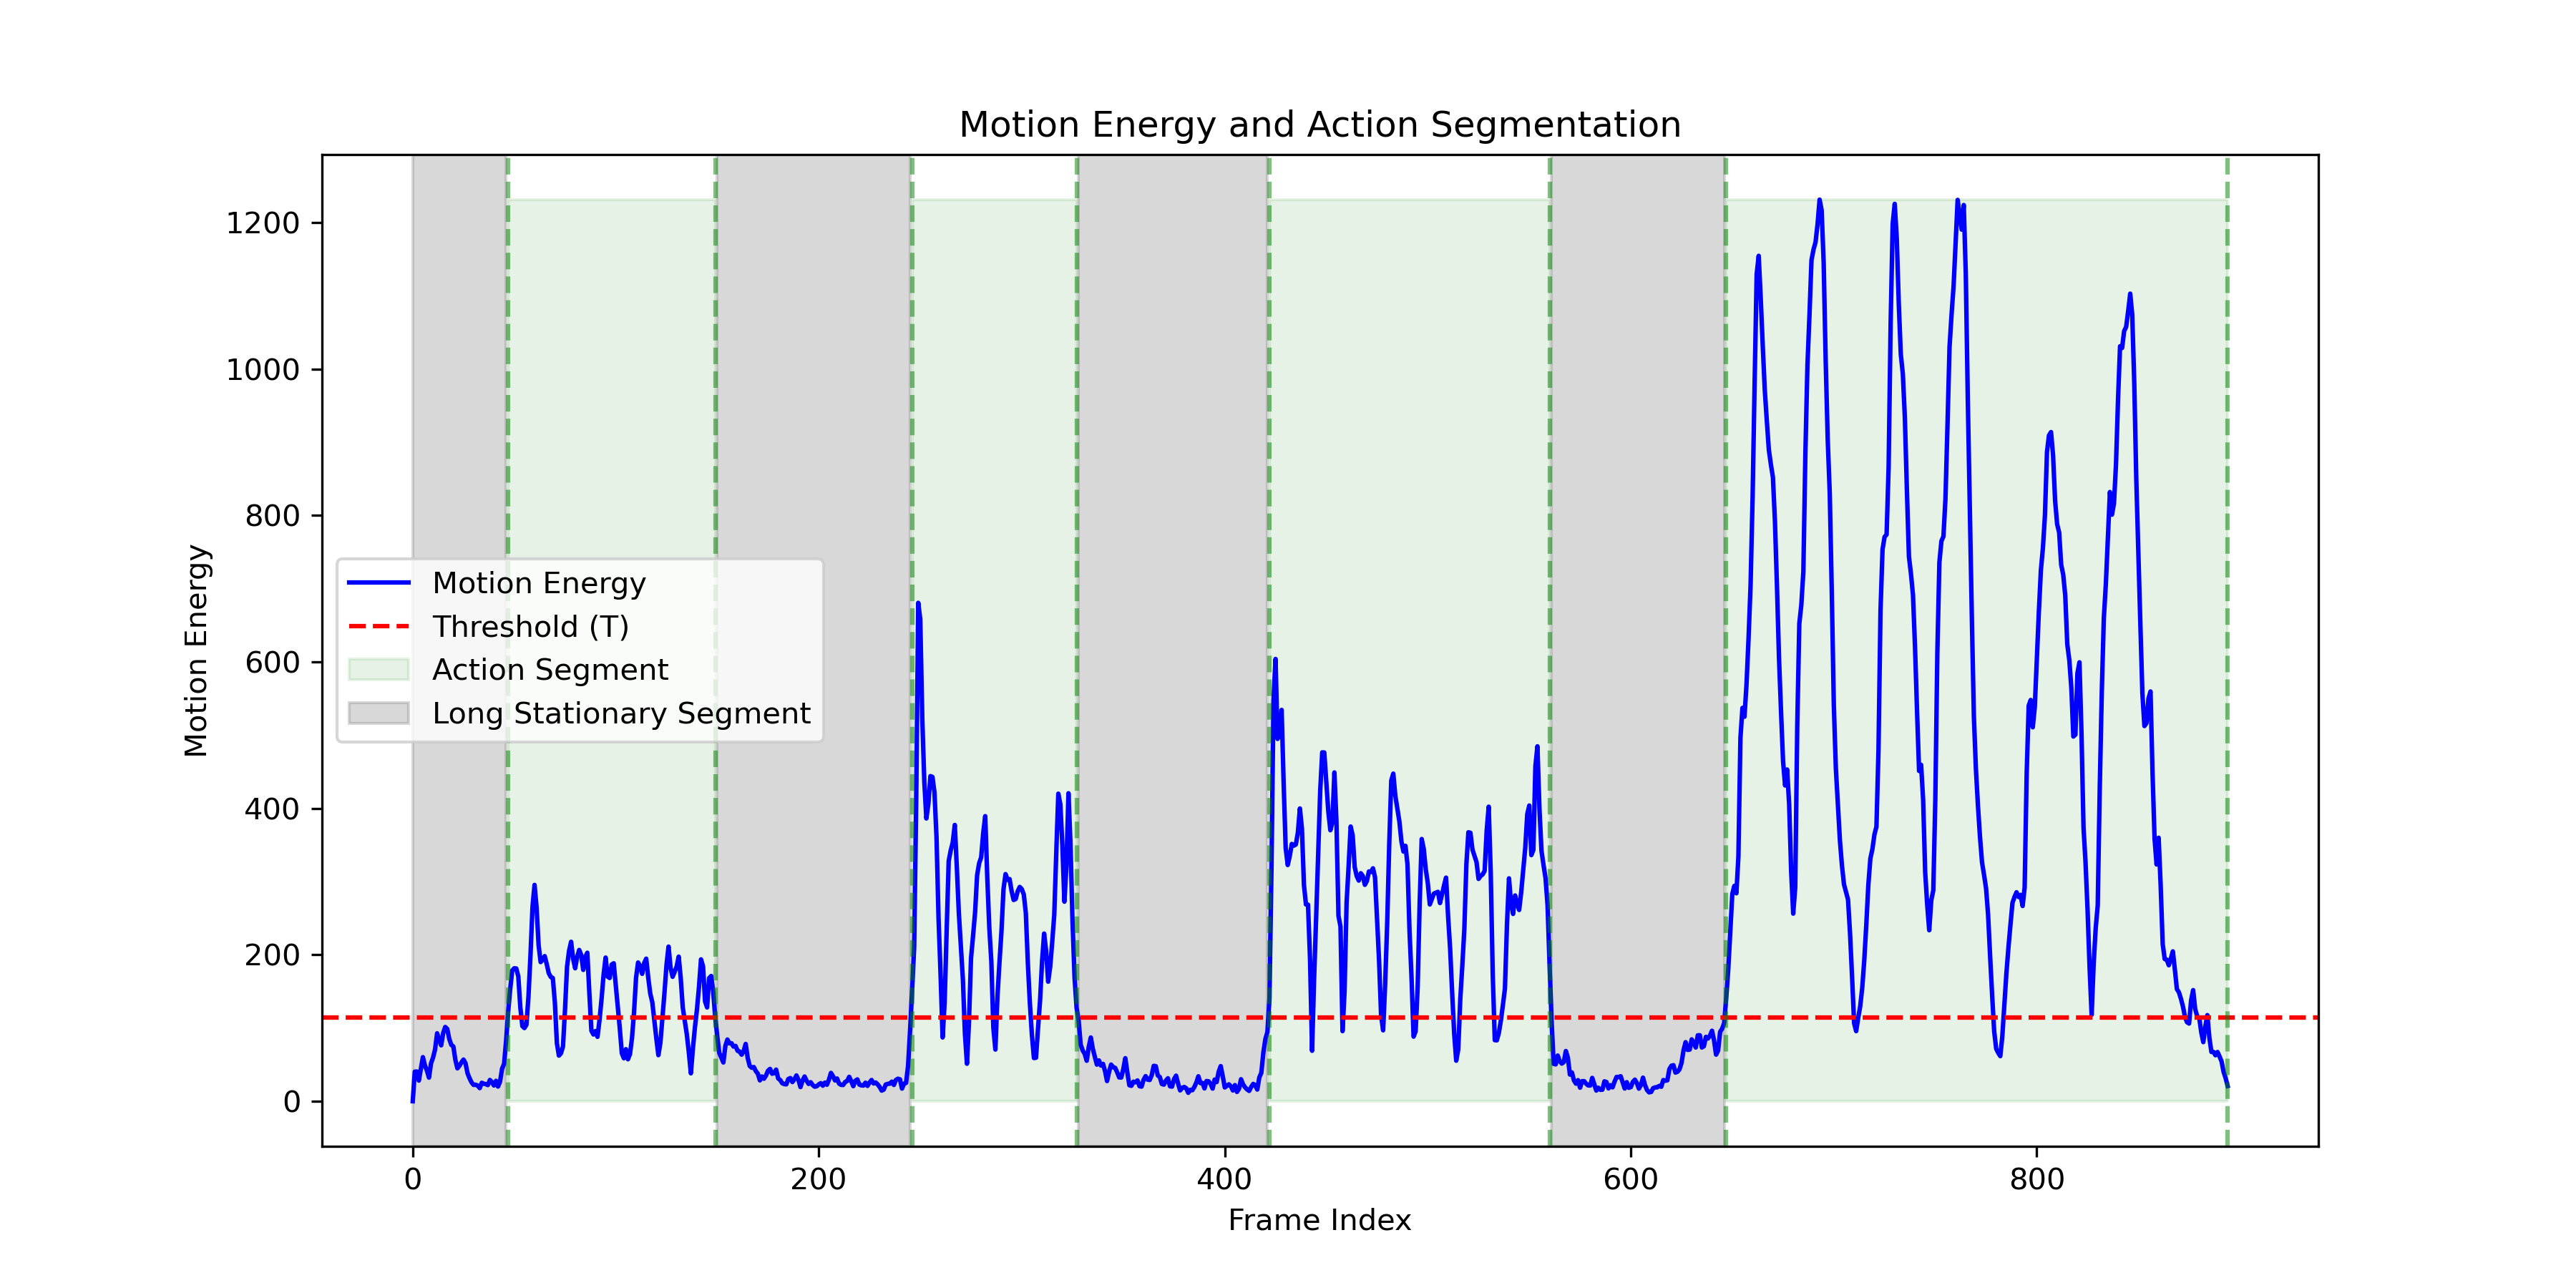 Motion Energy and Action Segmentation
1200
1000
800
600
400
200
0
Motion Energy
Motion Energy
Threshold (T)
Action Segment
Long Stationary Segment
0 200 400 600 800
Frame Index